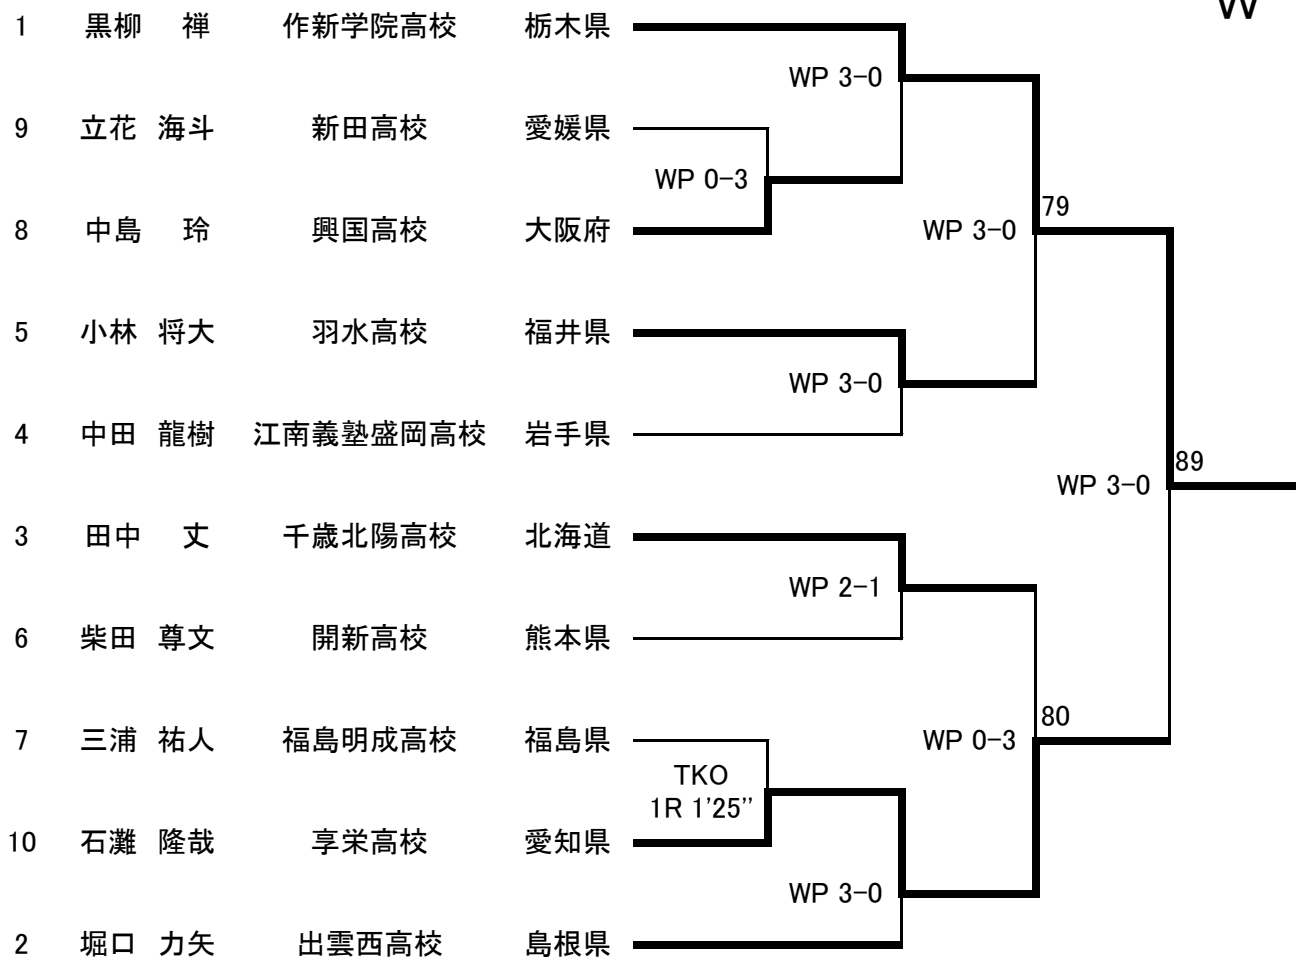 W
1 黒柳 禅 作新学院高校 栃木県
WP 3-0
9 立花 海斗 新田高校 愛媛県
WP 0-3
8 中島 玲 興国高校 大阪府
79
WP 3-0
5 小林 将大 羽水高校 福井県
WP 3-0
4 中田 龍樹 江南義塾盛岡高校 岩手県
89
WP 3-0
3 田中 丈 千歳北陽高校 北海道
WP 2-1
6 柴田 尊文 開新高校 熊本県
80
7 三浦 祐人 福島明成高校 福島県
WP 0-3
TKO
1R 1'25''
10 石灘 隆哉 享栄高校 愛知県
WP 3-0
2 堀口 力矢 出雲西高校 島根県